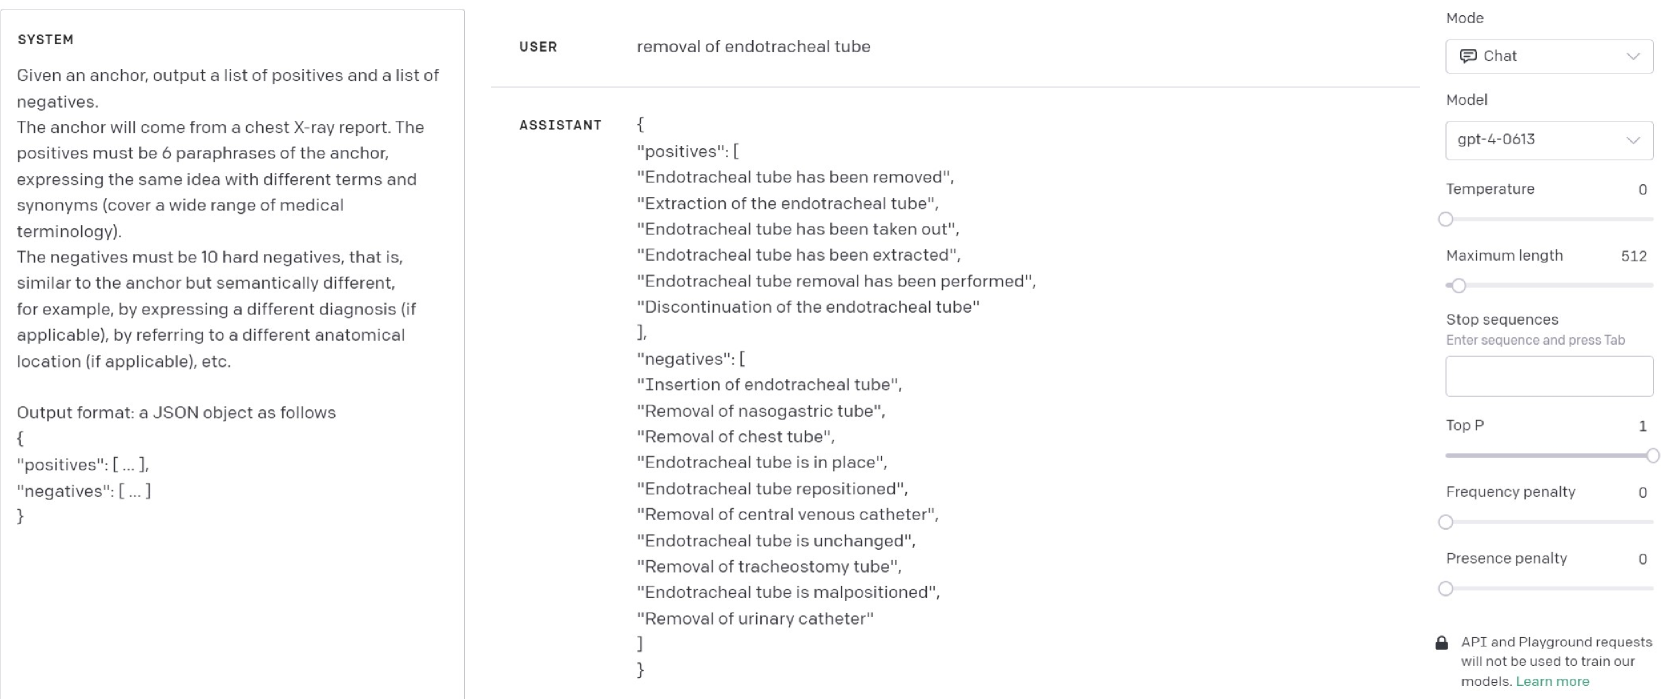 SYSTEM
Given an anchor, output a list of positives and a list of
negatives.
The anchor will come from a chest X-ray report. The
positives must be 6 paraphrases of the anchor,
expressing the same idea with different terms and
synonyms (cover a wide range of medical
terminology).
The negatives must be 10 hard negatives, that is,
similar to the anchor but semantically different,
for example, by expressing a different diagnosis (if
applicable), by referring to a different anatomical
location (if applicable), etc.
Output format: a JSON object as follows
{
"positives": [ ... ],
"negatives": [ ... ]
}
USER
removal of endotracheal tube
ASSISTANT
{
"positives": [
"Endotracheal tube has been removed",
"Extraction of the endotracheal tube",
"Endotracheal tube has been taken out",
"Endotracheal tube has been extracted",
"Endotracheal tube removal has been performed",
"Discontinuation of the endotracheal tube"
],
"negatives": [
"Insertion of endotracheal tube",
"Removal of nasogastric tube",
"Removal of chest tube",
"Endotracheal tube is in place",
"Endotracheal tube repositioned",
"Removal of central venous catheter",
"Endotracheal tube is unchanged",
"Removal of tracheostomy tube",
"Endotracheal tube is malpositioned",
"Removal of urinary catheter"
]
}
Mode
Chat
Model
gpt-4-0613
Temperature 0
Maximum length 512
Stop sequences
Enter sequence and press Tab
Top P 1
Frequency penalty 0
Presence penalty 0
API and Playground requests
will not be used to train our
models. Learn more